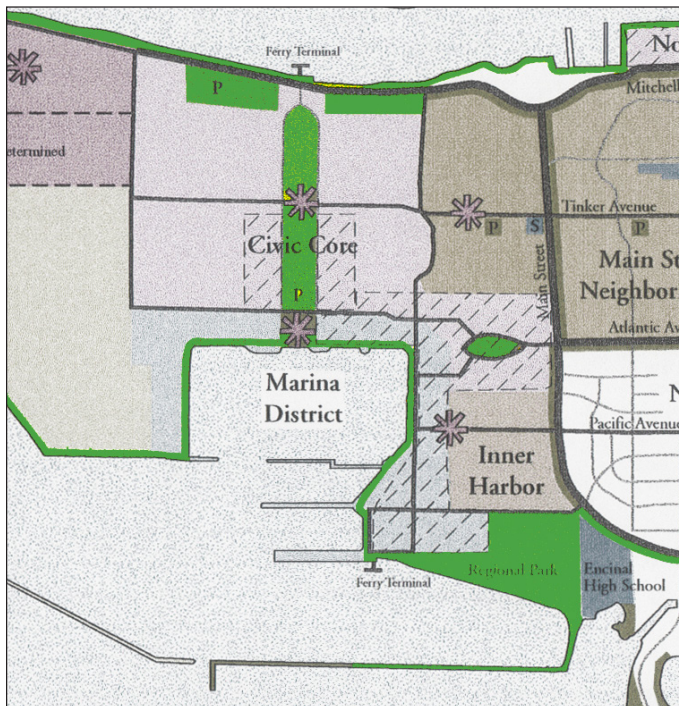 Ferry Terminal
No
P
Mitchell
etermined
Tinker Avenue
P
S
P
Civic Core
Main Street
Main St
Neighbor
P
Atlantic Av
Marina
District
N
Pacific Avenue
Inner
Harbor
Regional Park
Encinal
High School
Ferry Terminal